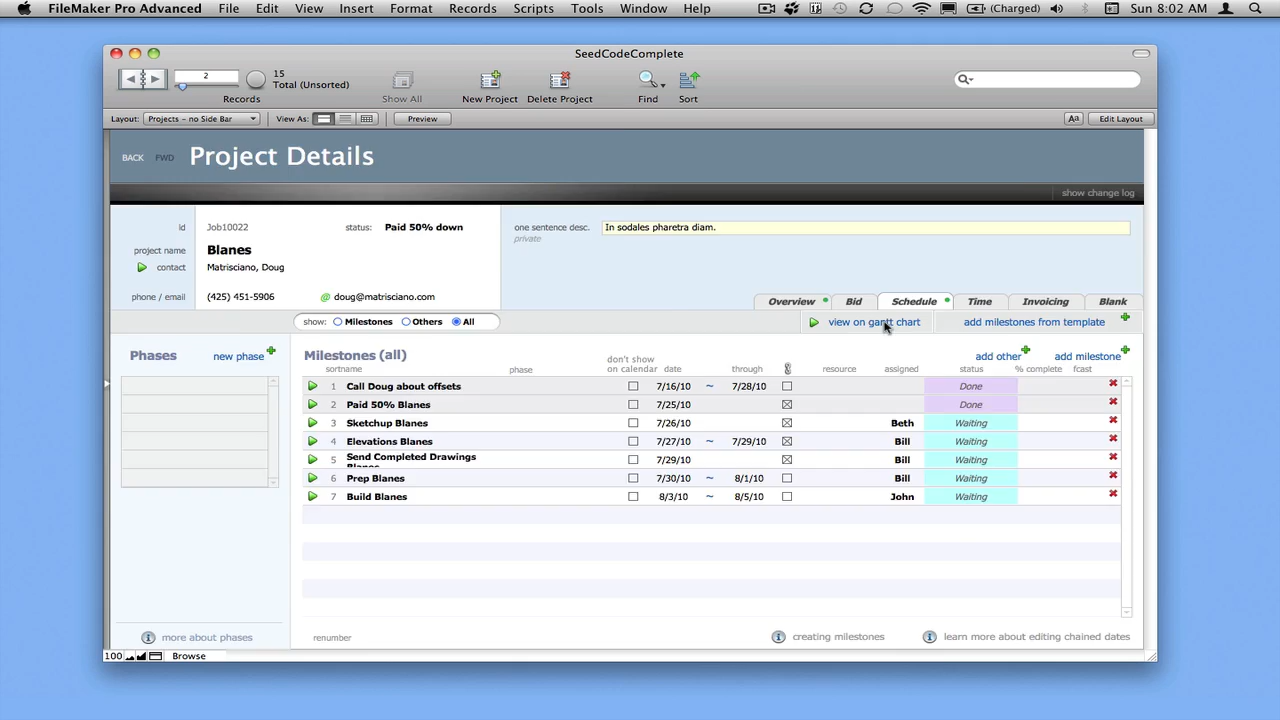 FileMaker Pro Advanced File Edit View Insert Format Records Scripts Tools Window Help (Charged) Sun 8:02 AM
SeedCodeComplete
2
15
Total (Unsorted)
Records
Show All
New Project
Delete Project
Find
Sort
Layout: Projects – no Side Bar View As: Preview Aa Edit Layout
BACK FWD Project Details
show change log
id Job10022 status: Paid 50% down one sentence desc. In sodales pharetra diam.
private
project name Blanes
contact Matrisciano, Doug
phone / email (425) 451-5906 @ doug@matrisciano.com
Overview Bid Schedule Time Invoicing Blank
show: Milestones Others All view on gantt chart add milestones from template
Phases new phase Milestones (all) add other add milestone
don't show
sortname phase on calendar date through resource assigned status % complete fcast
1 Call Doug about offsets 7/16/10 ~ 7/28/10 Done
2 Paid 50% Blanes 7/25/10 Done
3 Sketchup Blanes 7/26/10 Beth Waiting
4 Elevations Blanes 7/27/10 ~ 7/29/10 Bill Waiting
5 Send Completed Drawings 7/29/10 Bill Waiting
Blanes
6 Prep Blanes 7/30/10 ~ 8/1/10 Bill Waiting
7 Build Blanes 8/3/10 ~ 8/5/10 John Waiting
more about phases renumber creating milestones learn more about editing chained dates
100 Browse